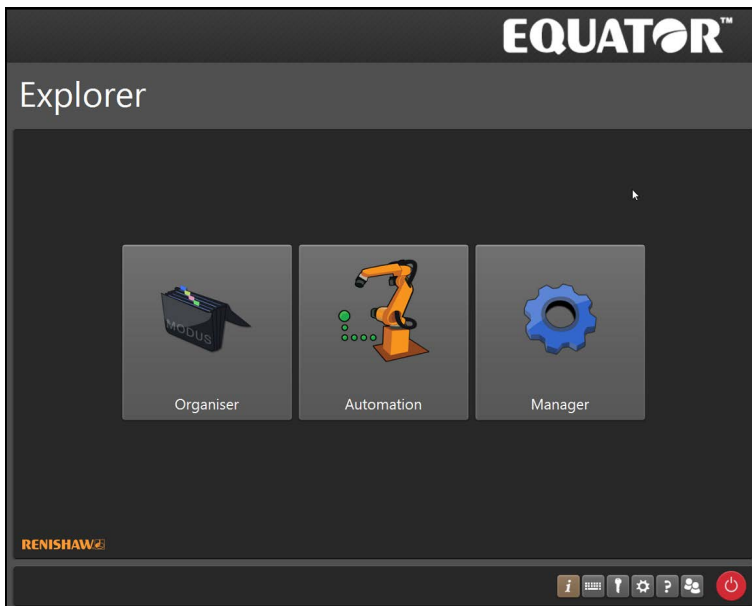 EQUATOR™
Explorer
MODUS
Organiser
Automation
Manager
RENISHAW
i
?